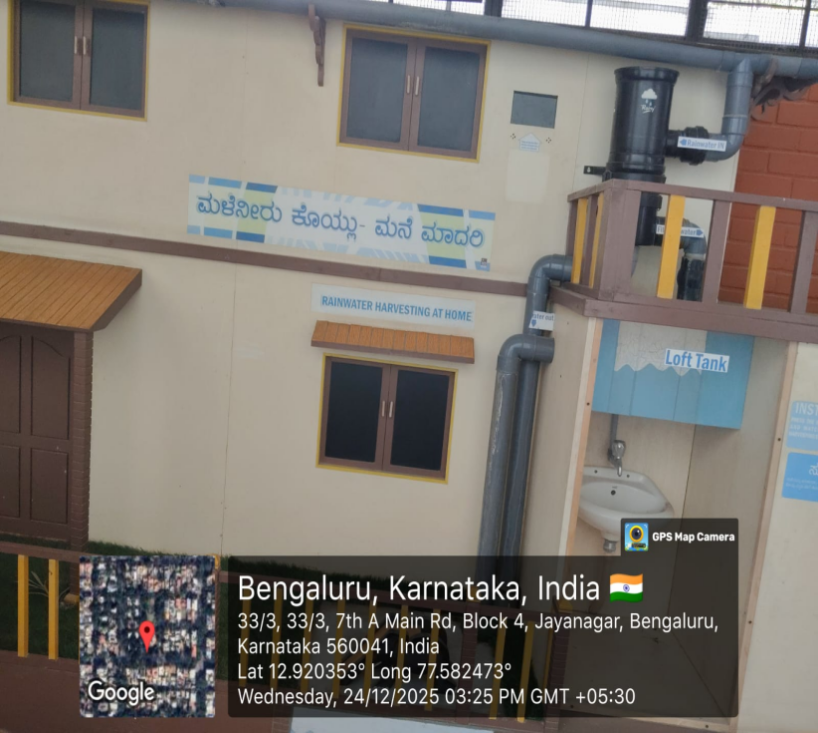 ಮಳೆನೀರು ಕೊಯ್ಲು- ಮನೆ ಮಾದರಿ
RAINWATER HARVESTING AT HOME
Rainwater IN
Loft Tank
GPS Map Camera
Bengaluru, Karnataka, India
33/3, 33/3, 7th A Main Rd, Block 4, Jayanagar, Bengaluru,
Karnataka 560041, India
Lat 12.920353° Long 77.582473°
Wednesday, 24/12/2025 03:25 PM GMT +05:30
Google